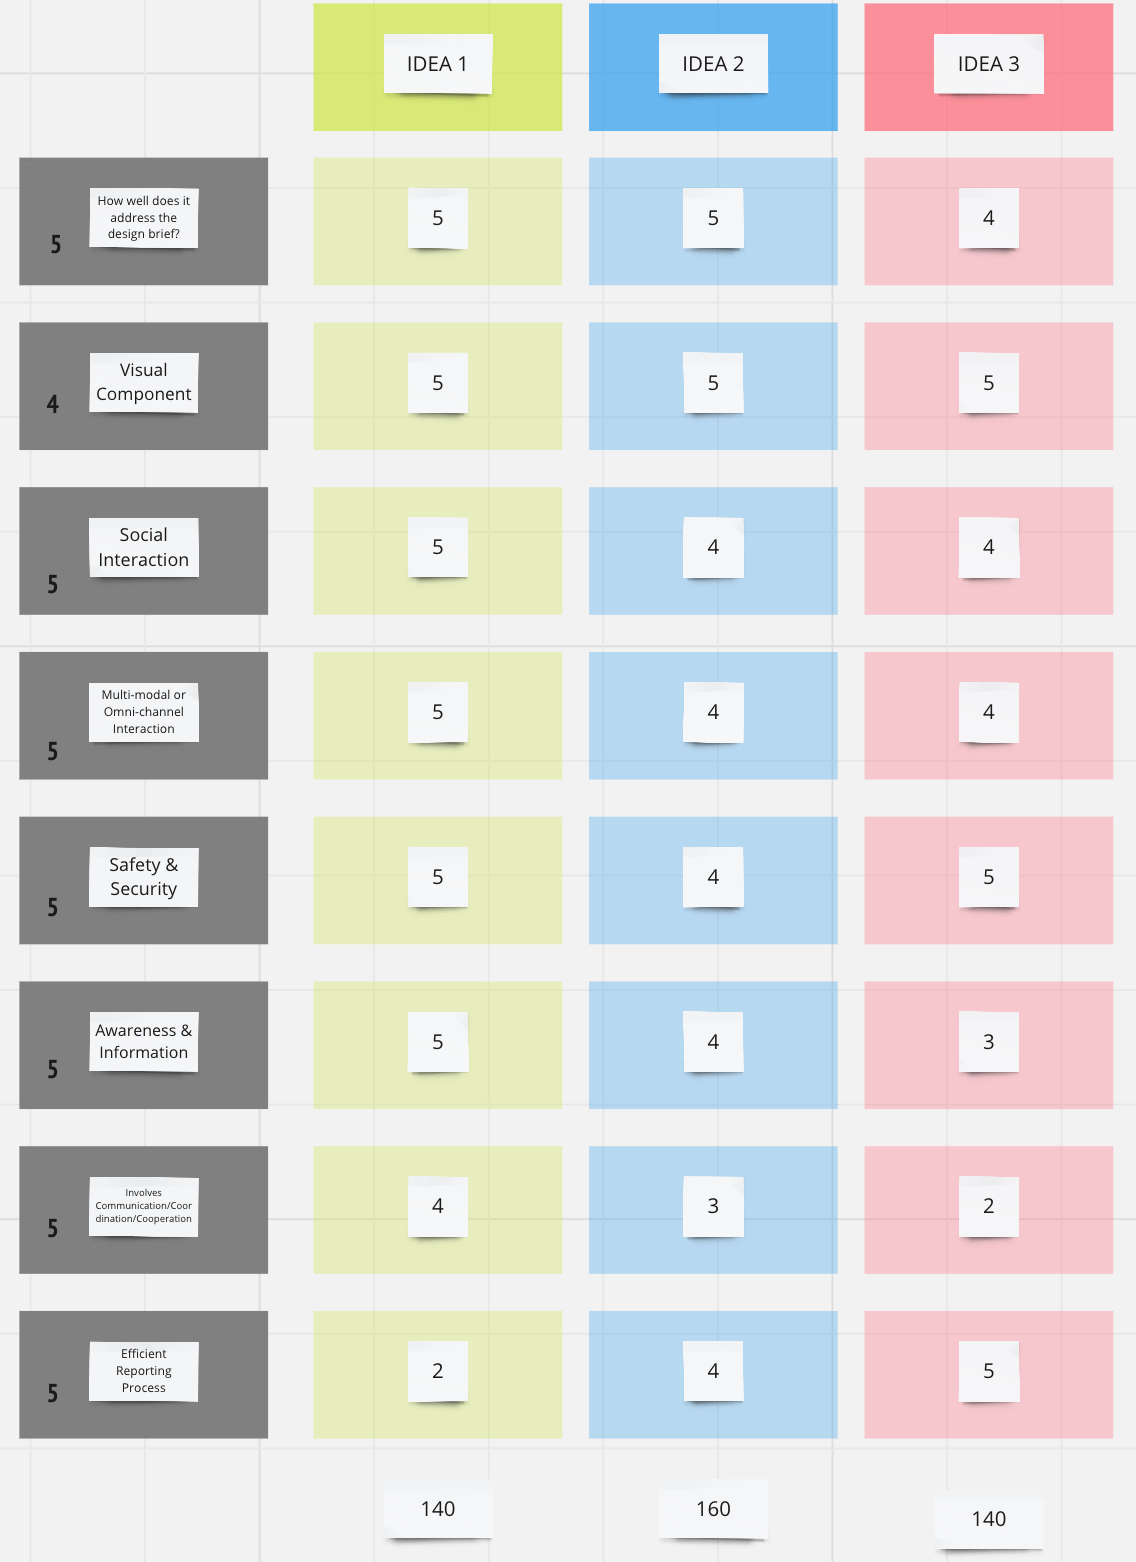 IDEA 1
IDEA 2
IDEA 3
How well does it
address the
design brief?
5
5
5
4
Visual
Component
4
5
5
5
Social
Interaction
5
5
4
4
Multi-modal or
Omni-channel
Interaction
5
5
4
4
Safety &
Security
5
5
4
5
Awareness &
Information
5
5
4
3
Involves
Communication/Coor
dination/Cooperation
5
4
3
2
Efficient
Reporting
Process
5
2
4
5
140
160
140